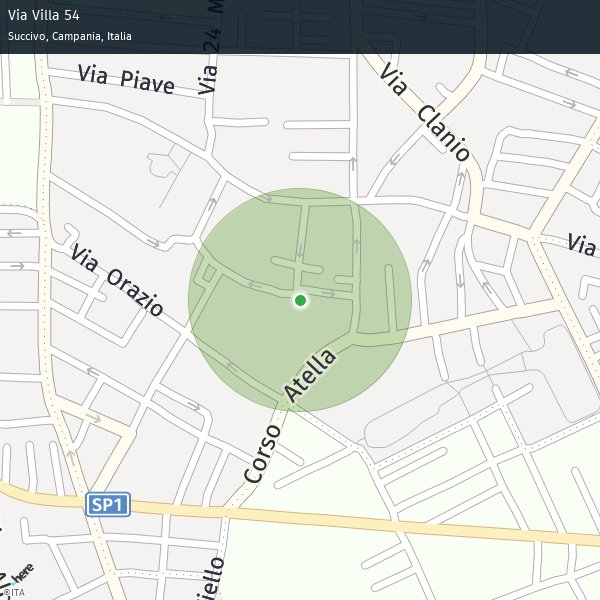 Via Villa 54
Succivo, Campania, Italia
Via 24 M
Via Piave
Via Clanio
Via
Via Orazio
Corso Atella
SP1
iello
here
©ITA